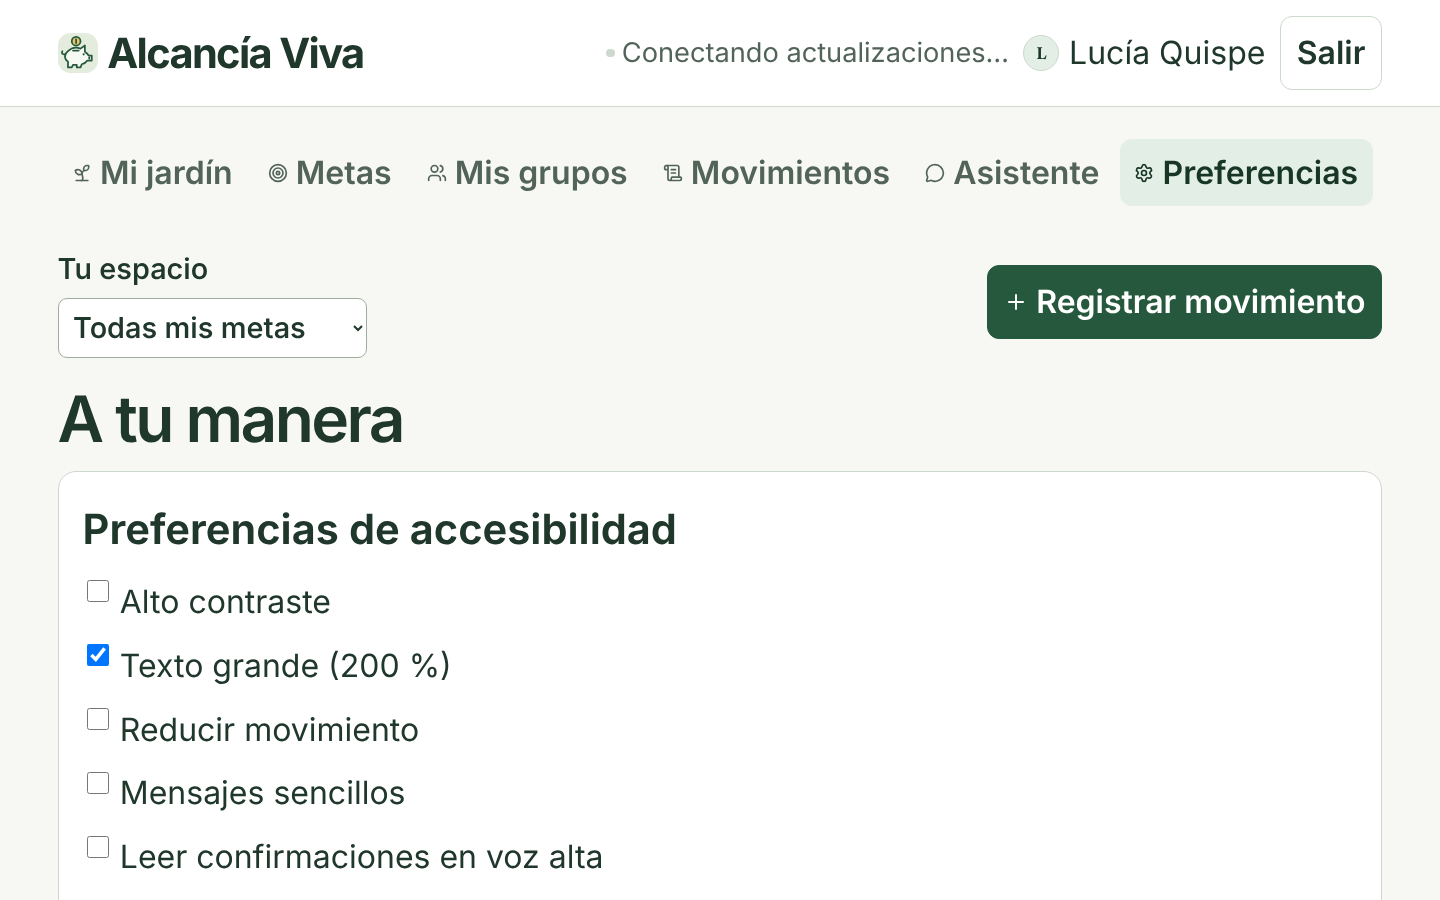 Alcancía Viva
Conectando actualizaciones...
L
Lucía Quispe
Salir
Mi jardín
Metas
Mis grupos
Movimientos
Asistente
Preferencias
Tu espacio
Todas mis metas
+ Registrar movimiento
A tu manera
Preferencias de accesibilidad
Alto contraste
Texto grande (200 %)
Reducir movimiento
Mensajes sencillos
Leer confirmaciones en voz alta